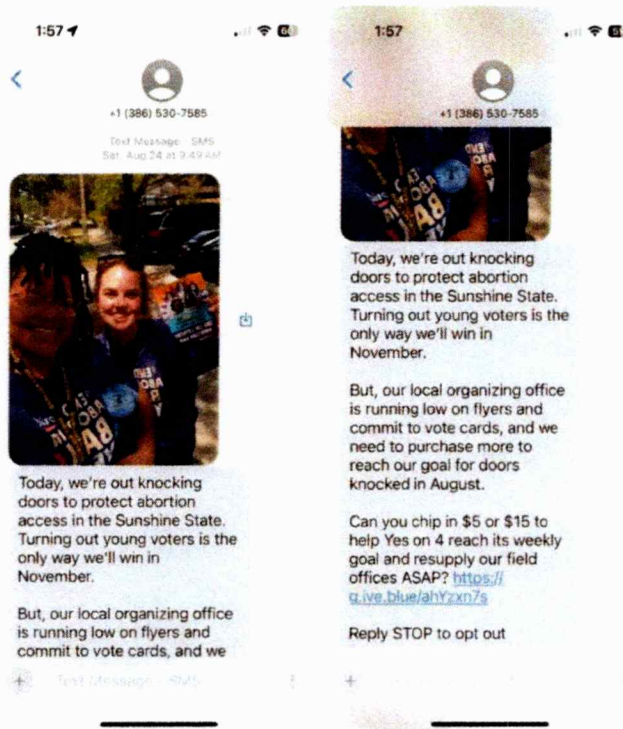 1:57
60
+1 (386) 530-7585
Text Message · SMS
Sat, Aug 24 at 9:49 AM
Today, we're out knocking
doors to protect abortion
access in the Sunshine State.
Turning out young voters is the
only way we'll win in
November.
But, our local organizing office
is running low on flyers and
commit to vote cards, and we
Text Message · SMS
1:57
+1 (386) 530-7585
Today, we're out knocking
doors to protect abortion
access in the Sunshine State.
Turning out young voters is the
only way we'll win in
November.
But, our local organizing office
is running low on flyers and
commit to vote cards, and we
need to purchase more to
reach our goal for doors
knocked in August.
Can you chip in $5 or $15 to
help Yes on 4 reach its weekly
goal and resupply our field
offices ASAP? https://
g.ive.blue/ahYzxn7s
Reply STOP to opt out